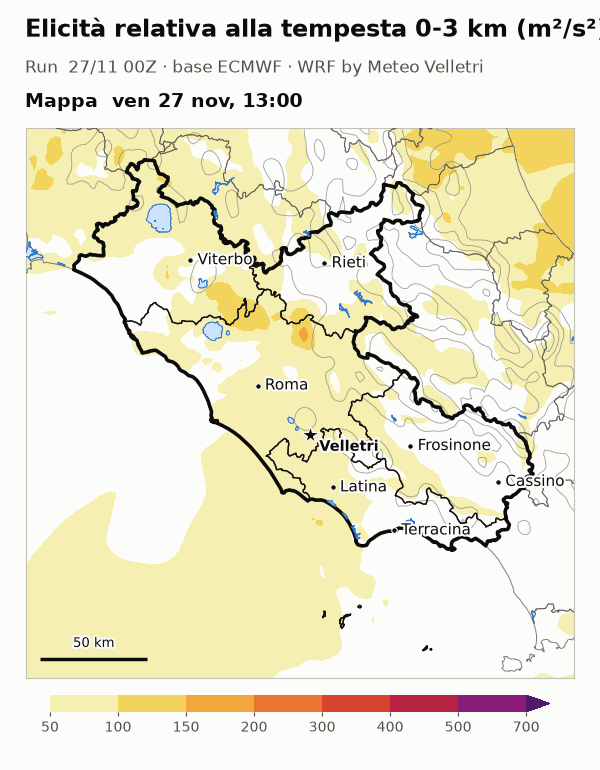 Elicità relativa alla tempesta 0-3 km (m²/s²)
Run 27/11 00Z · base ECMWF · WRF by Meteo Velletri
Mappa ven 27 nov, 13:00
Viterbo
Rieti
Roma
Velletri
Frosinone
Latina
Cassino
Terracina
50 km
50 100 150 200 300 400 500 700